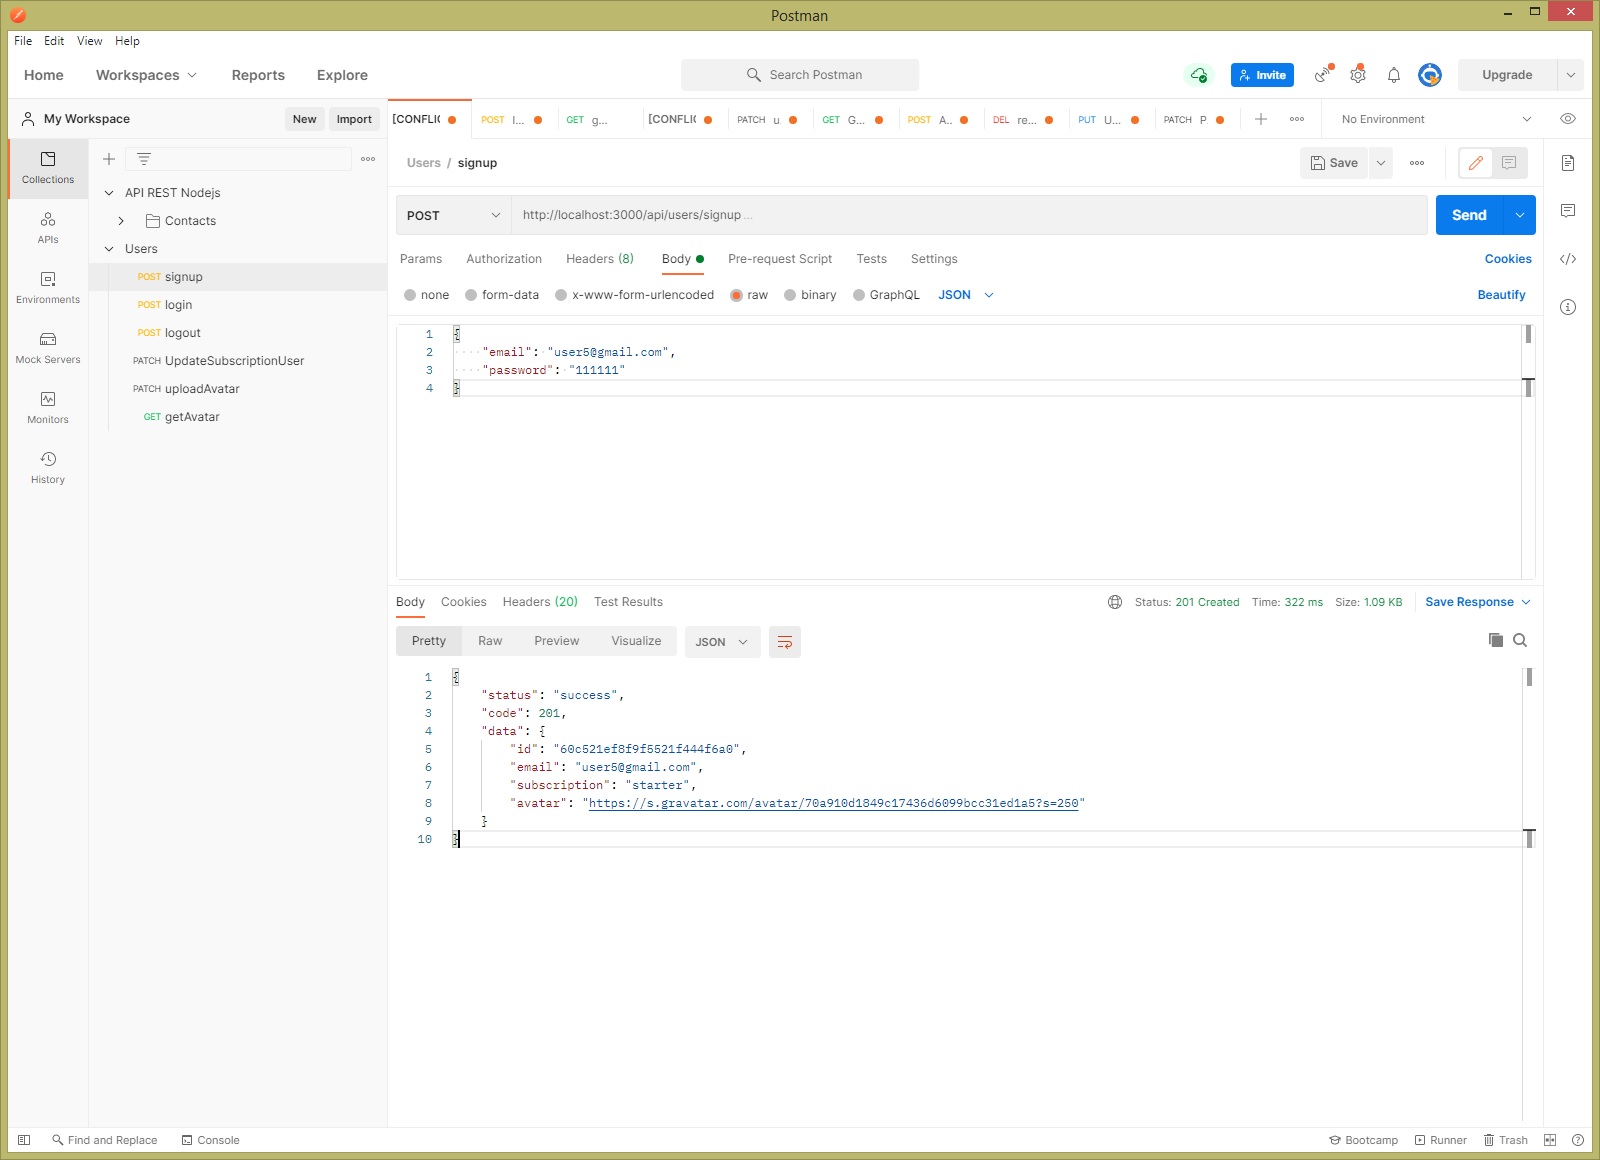 Postman
File Edit View Help
Home Workspaces Reports Explore
Search Postman
Invite
Upgrade
My Workspace
New
Import
[CONFLIC
POST I...
GET g...
[CONFLIC
PATCH u
GET G...
POST A..
DEL re...
PUT U...
PATCH P.
No Environment
Collections
APIs
Environments
Mock Servers
Monitors
History
API REST Nodejs
Contacts
Users
POST signup
POST login
POST logout
PATCH UpdateSubscriptionUser
PATCH uploadAvatar
GET getAvatar
Users / signup
Save
POST
http://localhost:3000/api/users/signup ...
Send
Params Authorization Headers (8) Body Pre-request Script Tests Settings
Cookies
none form-data x-www-form-urlencoded raw binary GraphQL JSON
Beautify
1 {
2 "email": "user5@gmail.com",
3 "password": "111111"
4 }
Body Cookies Headers (20) Test Results
Status: 201 Created Time: 322 ms Size: 1.09 KB
Save Response
Pretty Raw Preview Visualize JSON
1 {
2 "status": "success",
3 "code": 201,
4 "data": {
5 "id": "60c521ef8f9f5521f444f6a0",
6 "email": "user5@gmail.com",
7 "subscription": "starter",
8 "avatar": "https://s.gravatar.com/avatar/70a910d1849c17436d6099bcc31ed1a5?s=250"
9 }
10 }
Find and Replace
Console
Bootcamp
Runner
Trash